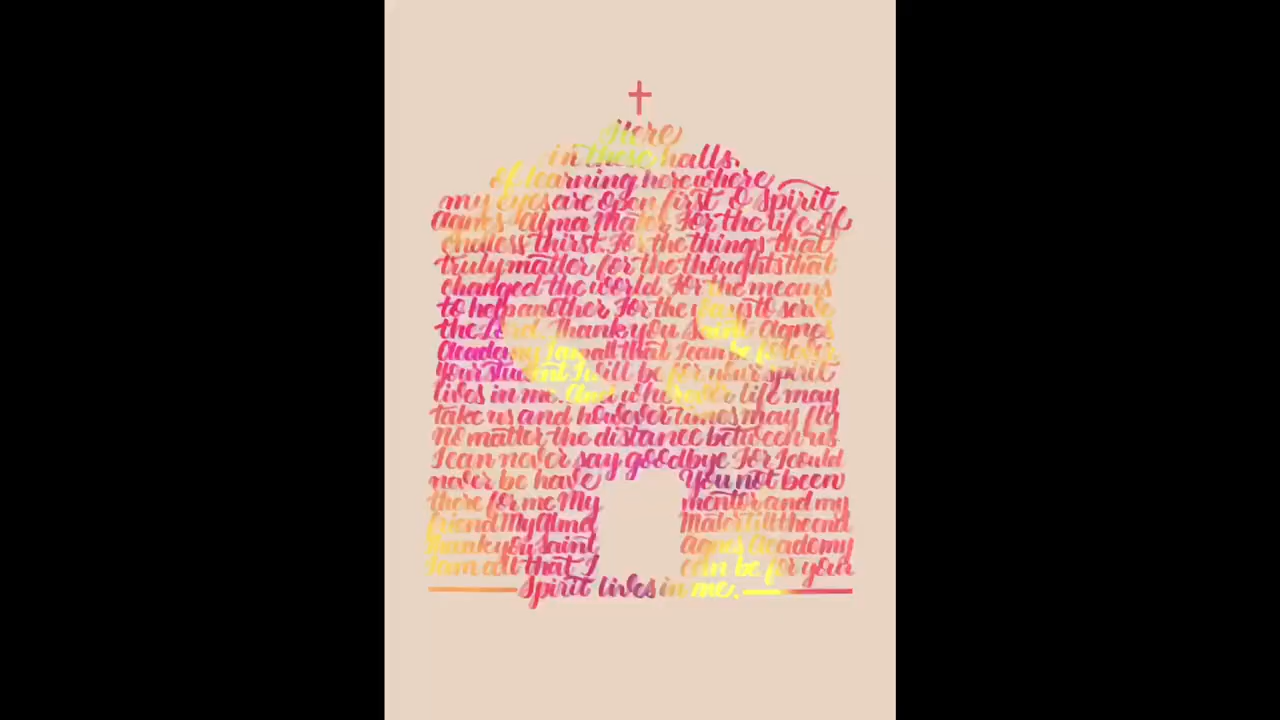 Here
in these halls,
of learning here where
my eyes are open first O Spirit
Agnes Alma Mater, For the life of
endless thirst. For the things that
truly matter for the thoughts that
changed the world For the means
to help another, For the ways to serve
the Lord. Thank you Saint Agnes
Academy I am all that I can be forever
Your student I will be for your spirit
lives in me. And where life may
take us and however times may fly
No matter the distance between us
I can never say goodbye For I could
never be have You not been
there for me My mentor and my
friend My Alma Mater till the end
Thank you Saint Agnes Academy
I am all that I can be for your
Spirit lives in me.